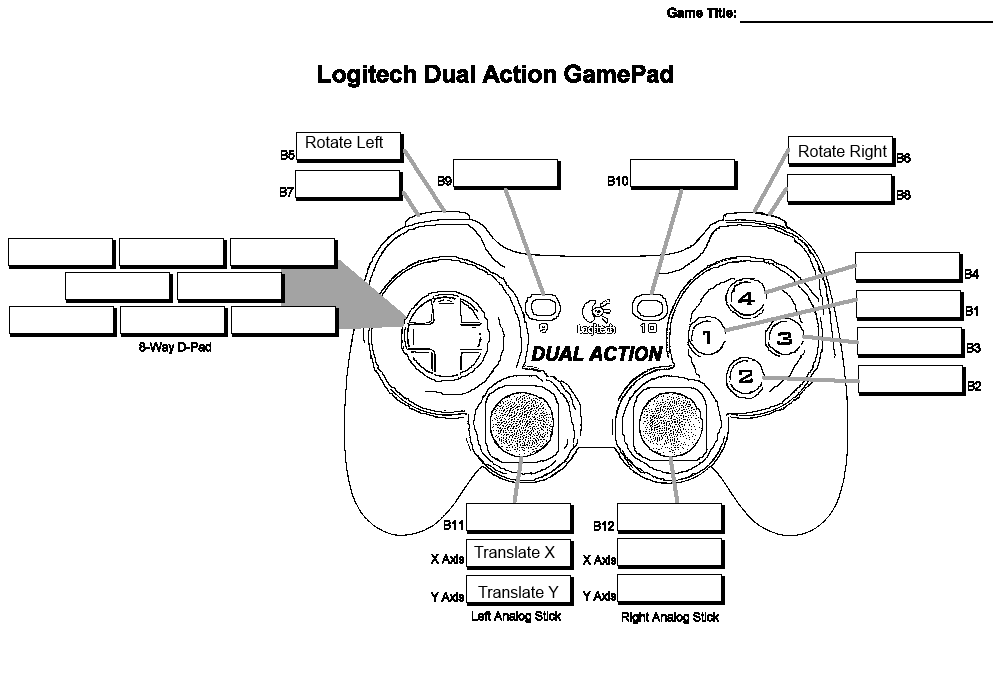 Game Title:
Logitech Dual Action GamePad
B5 Rotate Left
B7
B9
B10
Rotate Right B6
B8
B4
B1
B3
B2
8-Way D-Pad
9
Logitech
10
DUAL ACTION
4
1
3
2
B11
X Axis Translate X
Y Axis Translate Y
Left Analog Stick
B12
X Axis
Y Axis
Right Analog Stick